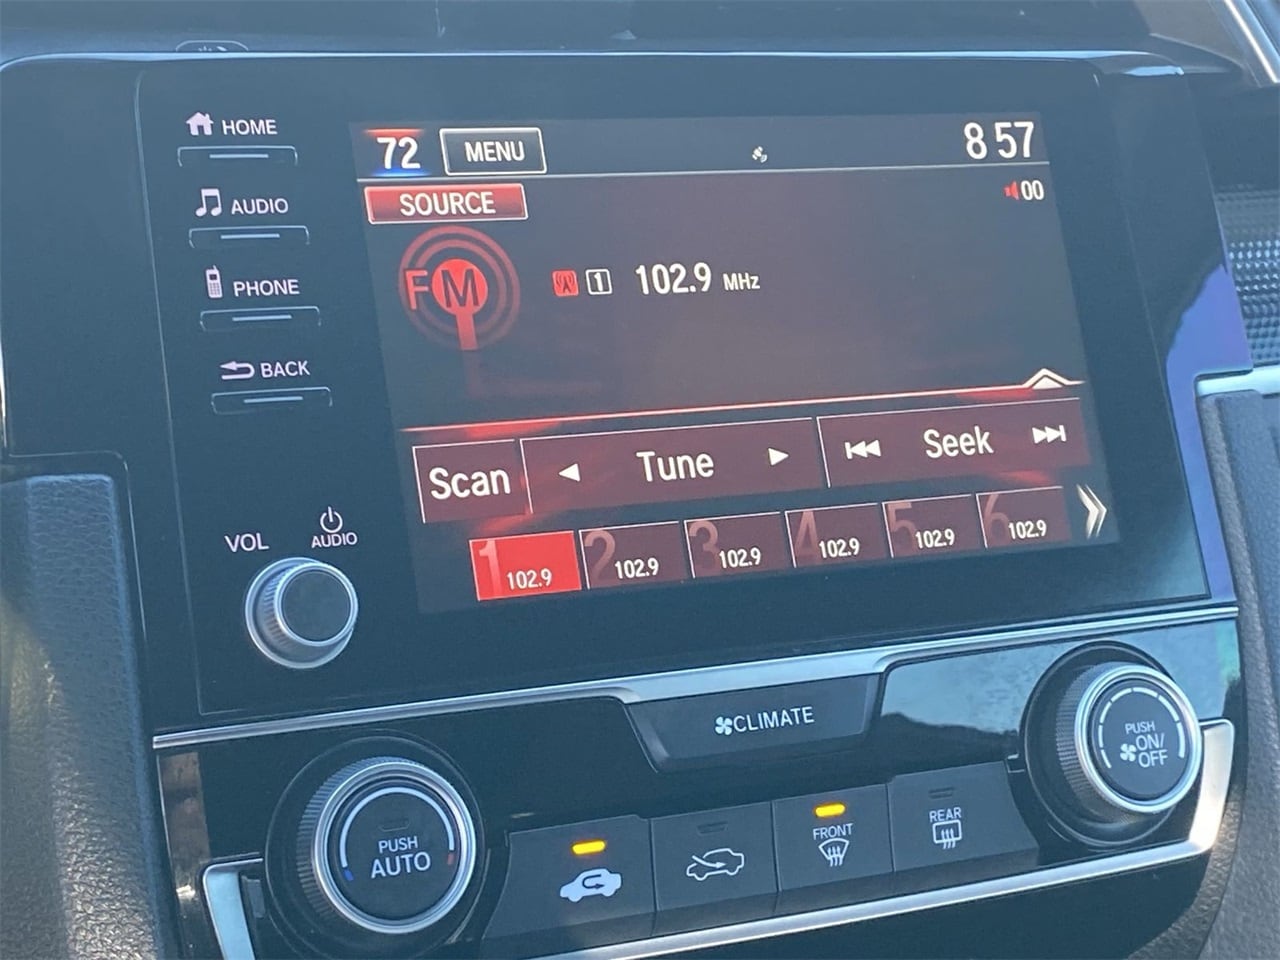 HOME
AUDIO
PHONE
BACK
VOL
AUDIO
72 MENU 8 57
SOURCE 00
FM 1 102.9 MHz
Scan Tune Seek
1 102.9 2 102.9 3 102.9 4 102.9 5 102.9 6 102.9
CLIMATE
PUSH
AUTO
FRONT
REAR
PUSH
ON/
OFF